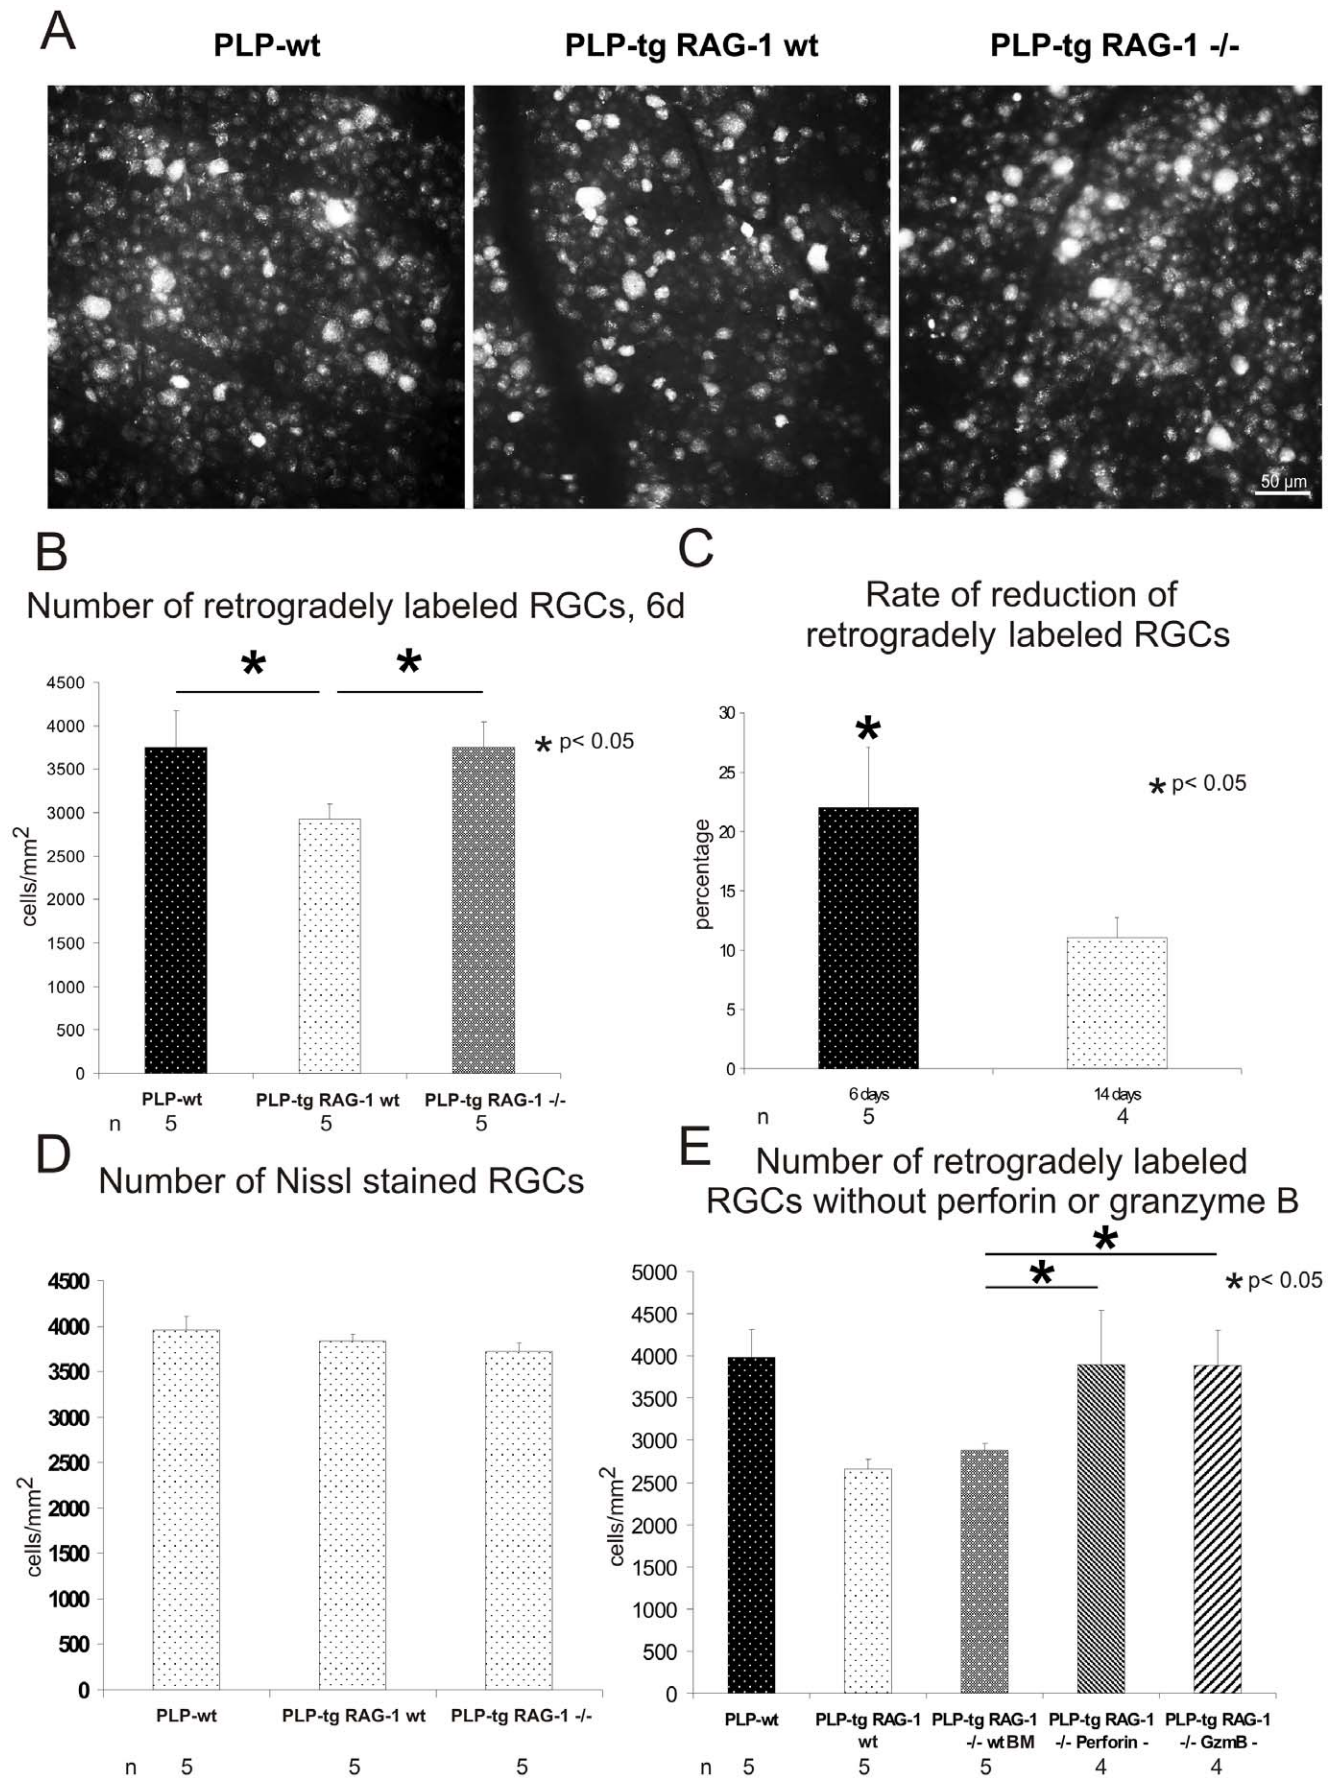 A
PLP-wt
PLP-tg RAG-1 wt
PLP-tg RAG-1 -/-
50 µm
B
Number of retrogradely labeled RGCs, 6d
* *
4500
4000
3500
3000
2500
2000
1500
1000
500
0
cells/mm2
* p< 0.05
PLP-wt PLP-tg RAG-1 wt PLP-tg RAG-1 -/-
n 5 5 5
C
Rate of reduction of
retrogradely labeled RGCs
30
25
20
15
10
5
0
percentage
*
* p< 0.05
6 days 14 days
n 5 4
D
Number of Nissl stained RGCs
4500
4000
3500
3000
2500
2000
1500
1000
500
0
cells/mm2
PLP-wt PLP-tg RAG-1 wt PLP-tg RAG-1 -/-
n 5 5 5
E
Number of retrogradely labeled
RGCs without perforin or granzyme B
*
*
* p< 0.05
5000
4500
4000
3500
3000
2500
2000
1500
1000
500
0
cells/mm2
PLP-wt PLP-tg RAG-1 PLP-tg RAG-1 PLP-tg RAG-1 PLP-tg RAG-1
wt -/- wt BM -/- Perforin - -/- GzmB -
n 5 5 5 4 4